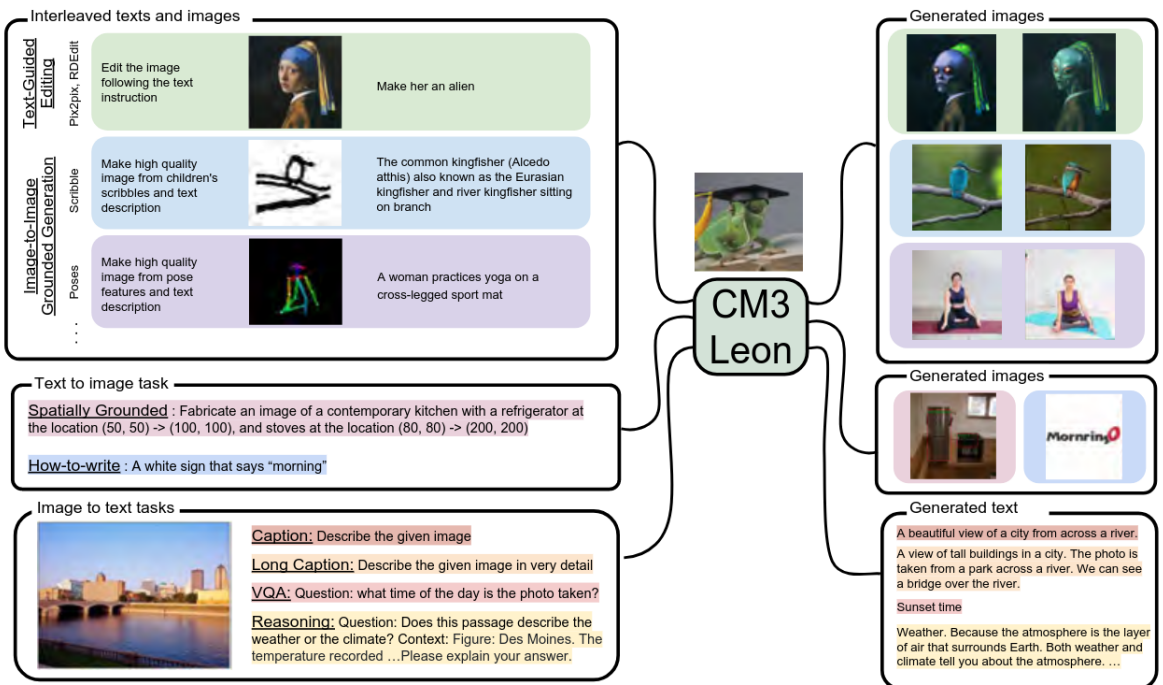 Interleaved texts and images
Text-Guided
Editing
Pix2pix, RDEdit
Edit the image
following the text
instruction
Make her an alien
Image-to-Image
Grounded Generation
Scribble
Make high quality
image from children's
scribbles and text
description
The common kingfisher (Alcedo
atthis) also known as the Eurasian
kingfisher and river kingfisher sitting
on branch
Poses
Make high quality
image from pose
features and text
description
A woman practices yoga on a
cross-legged sport mat
. . .
Text to image task
Spatially Grounded : Fabricate an image of a contemporary kitchen with a refrigerator at
the location (50, 50) -> (100, 100), and stoves at the location (80, 80) -> (200, 200)
How-to-write : A white sign that says “morning”
Image to text tasks
Caption: Describe the given image
Long Caption: Describe the given image in very detail
VQA: Question: what time of the day is the photo taken?
Reasoning: Question: Does this passage describe the
weather or the climate? Context: Figure: Des Moines. The
temperature recorded …Please explain your answer.
CM3
Leon
Generated images
Generated images
Mornring
Generated text
A beautiful view of a city from across a river.
A view of tall buildings in a city. The photo is
taken from a park across a river. We can see
a bridge over the river.
Sunset time
Weather. Because the atmosphere is the layer
of air that surrounds Earth. Both weather and
climate tell you about the atmosphere. …